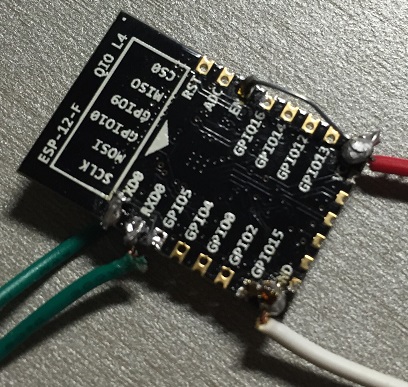 ESP-12-F QIO L4
CS0
MISO
GPIO9
GPIO10
MOSI
SCLK
RST
ADC
EN
GPIO16
GPIO14
GPIO12
GPIO13
TXD0
RXD0
GPIO5
GPIO4
GPIO0
GPIO2
GPIO15